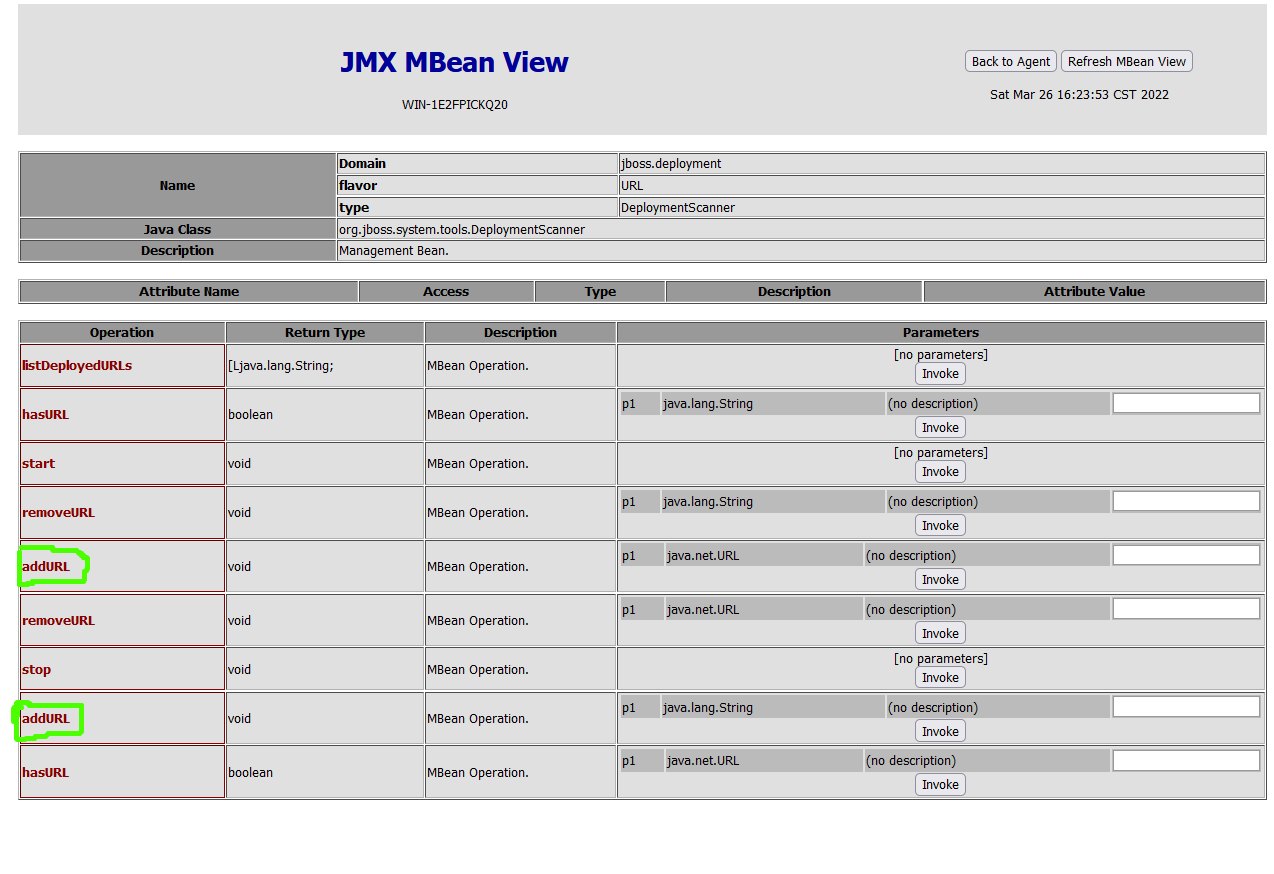 JMX MBean View
Back to Agent Refresh MBean View
WIN-1E2FPICKQ20
Sat Mar 26 16:23:53 CST 2022
Name Domain jboss.deployment
flavor URL
type DeploymentScanner
Java Class org.jboss.system.tools.DeploymentScanner
Description Management Bean.
Attribute Name Access Type Description Attribute Value
Operation Return Type Description Parameters
listDeployedURLs [Ljava.lang.String; MBean Operation. [no parameters]
Invoke
hasURL boolean MBean Operation. p1 java.lang.String (no description)
Invoke
start void MBean Operation. [no parameters]
Invoke
removeURL void MBean Operation. p1 java.lang.String (no description)
Invoke
addURL void MBean Operation. p1 java.net.URL (no description)
Invoke
removeURL void MBean Operation. p1 java.net.URL (no description)
Invoke
stop void MBean Operation. [no parameters]
Invoke
addURL void MBean Operation. p1 java.lang.String (no description)
Invoke
hasURL boolean MBean Operation. p1 java.net.URL (no description)
Invoke